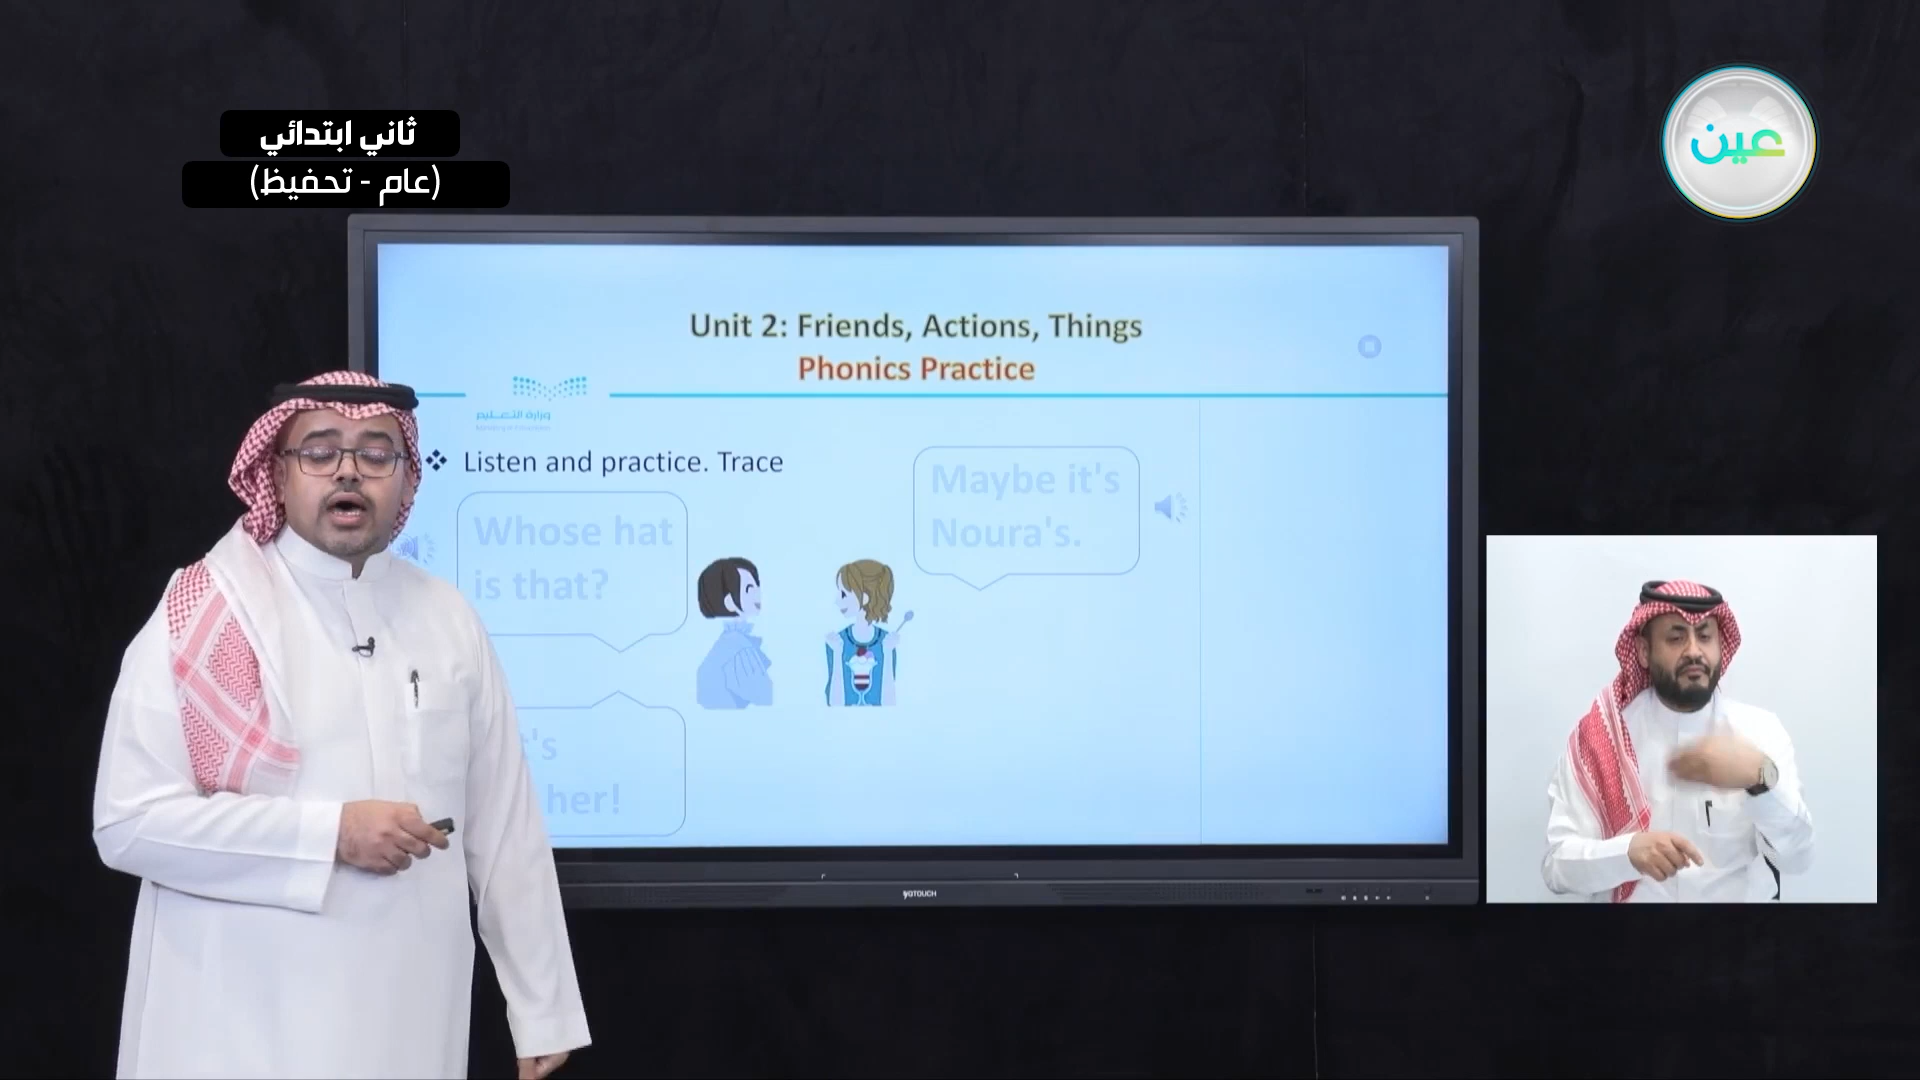 ثاني ابتدائي
(عام - تحفيظ)
عين
Unit 2: Friends, Actions, Things
Phonics Practice
وزارة التعليم
Listen and practice. Trace
Whose hat
is that?
Maybe it's
Noura's.
's
her!